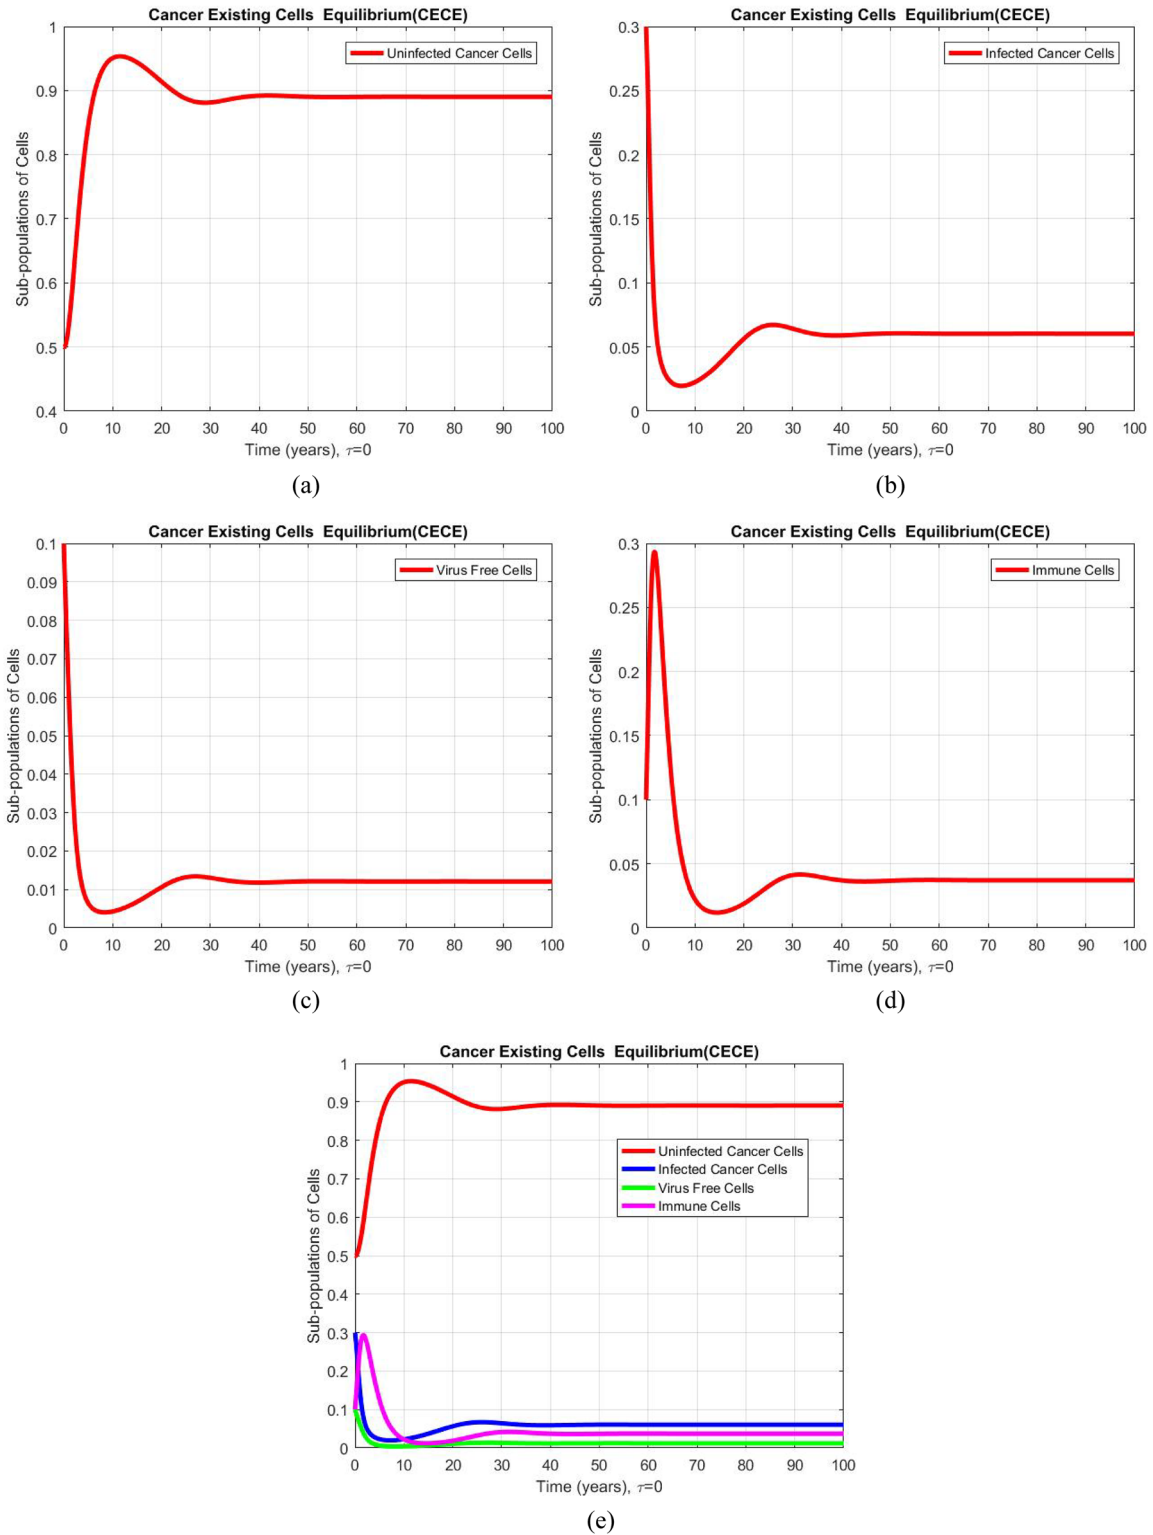 Cancer Existing Cells  Equilibrium(CECE)
Uninfected Cancer Cells
Sub-populations of Cells
1
0.9
0.8
0.7
0.6
0.5
0.4
0 10 20 30 40 50 60 70 80 90 100
Time (years), τ=0
(a)
Cancer Existing Cells  Equilibrium(CECE)
Infected Cancer Cells
Sub-populations of Cells
0.3
0.25
0.2
0.15
0.1
0.05
0
0 10 20 30 40 50 60 70 80 90 100
Time (years), τ=0
(b)
Cancer Existing Cells  Equilibrium(CECE)
Virus Free Cells
Sub-populations of Cells
0.1
0.09
0.08
0.07
0.06
0.05
0.04
0.03
0.02
0.01
0
0 10 20 30 40 50 60 70 80 90 100
Time (years), τ=0
(c)
Cancer Existing Cells  Equilibrium(CECE)
Immune Cells
Sub-populations of Cells
0.3
0.25
0.2
0.15
0.1
0.05
0
0 10 20 30 40 50 60 70 80 90 100
Time (years), τ=0
(d)
Cancer Existing Cells  Equilibrium(CECE)
Uninfected Cancer Cells
Infected Cancer Cells
Virus Free Cells
Immune Cells
Sub-populations of Cells
1
0.9
0.8
0.7
0.6
0.5
0.4
0.3
0.2
0.1
0
0 10 20 30 40 50 60 70 80 90 100
Time (years), τ=0
(e)